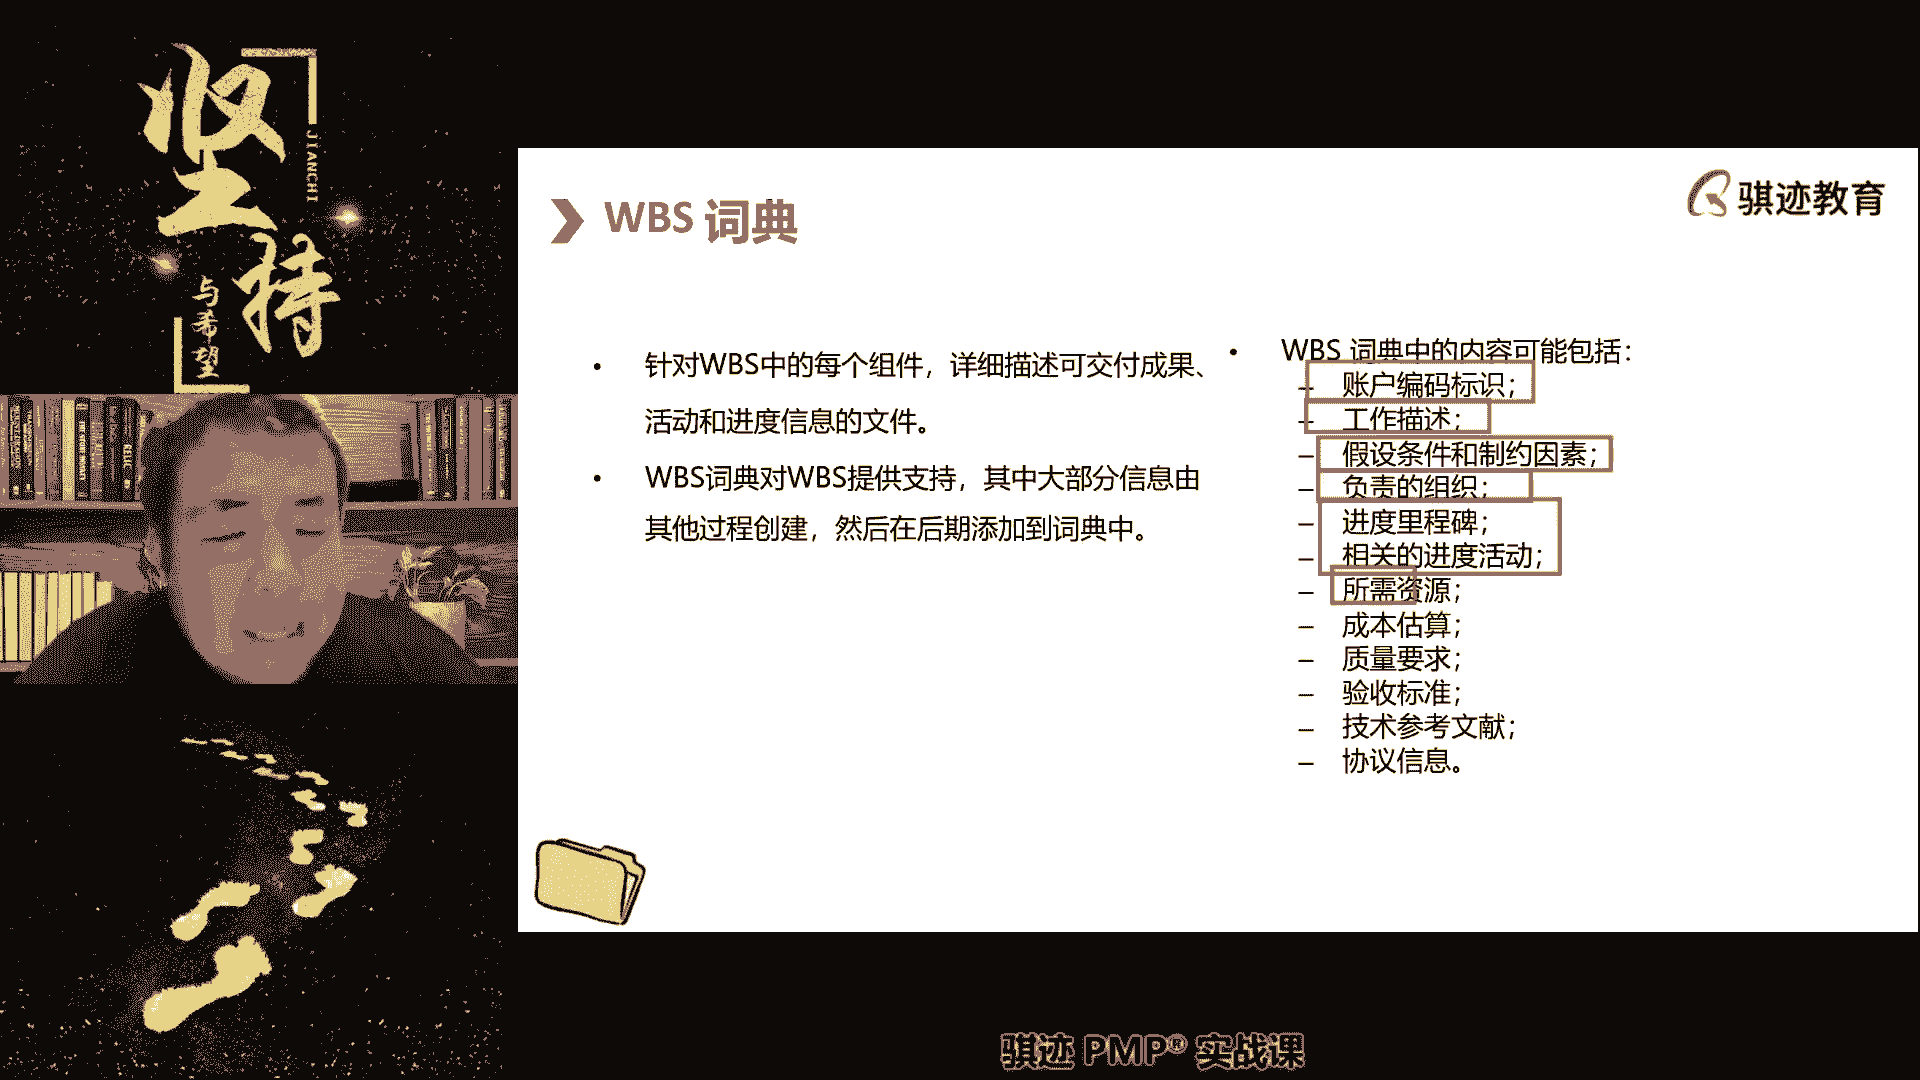 坚持
JIANCHI
与希望
骐迹教育
WBS 词典
• 针对WBS中的每个组件，详细描述可交付成果、
活动和进度信息的文件。
• WBS词典对WBS提供支持，其中大部分信息由
其他过程创建，然后在后期添加到词典中。
• WBS 词典中的内容可能包括：
– 账户编码标识；
– 工作描述；
– 假设条件和制约因素；
– 负责的组织；
– 进度里程碑；
– 相关的进度活动；
– 所需资源；
– 成本估算；
– 质量要求；
– 验收标准；
– 技术参考文献；
– 协议信息。
骐迹 PMP® 实战课